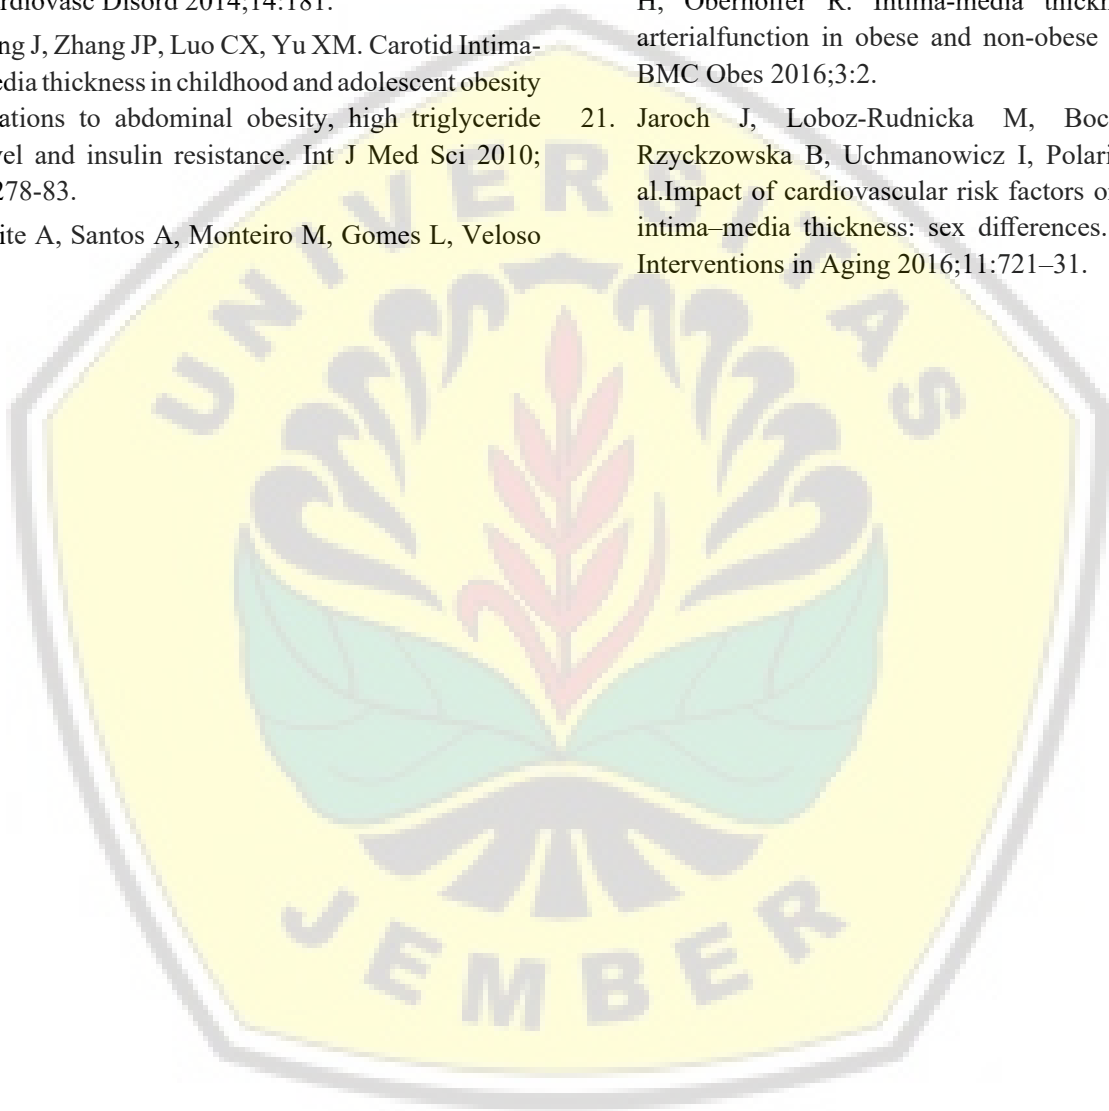 ardiovasc Disord 2014;14:181.
ng J, Zhang JP, Luo CX, Yu XM. Carotid Intima-
edia thickness in childhood and adolescent obesity
ations to abdominal obesity, high triglyceride
vel and insulin resistance. Int J Med Sci 2010;
278-83.
ite A, Santos A, Monteiro M, Gomes L, Veloso
H, Oberhoffer R. Intima-media thickn
arterialfunction in obese and non-obese
BMC Obes 2016;3:2.
21. Jaroch J, Loboz-Rudnicka M, Boc
Rzyckzowska B, Uchmanowicz I, Polari
al.Impact of cardiovascular risk factors o
intima–media thickness: sex differences.
Interventions in Aging 2016;11:721–31.
UNIVERSITAS
JEMBER